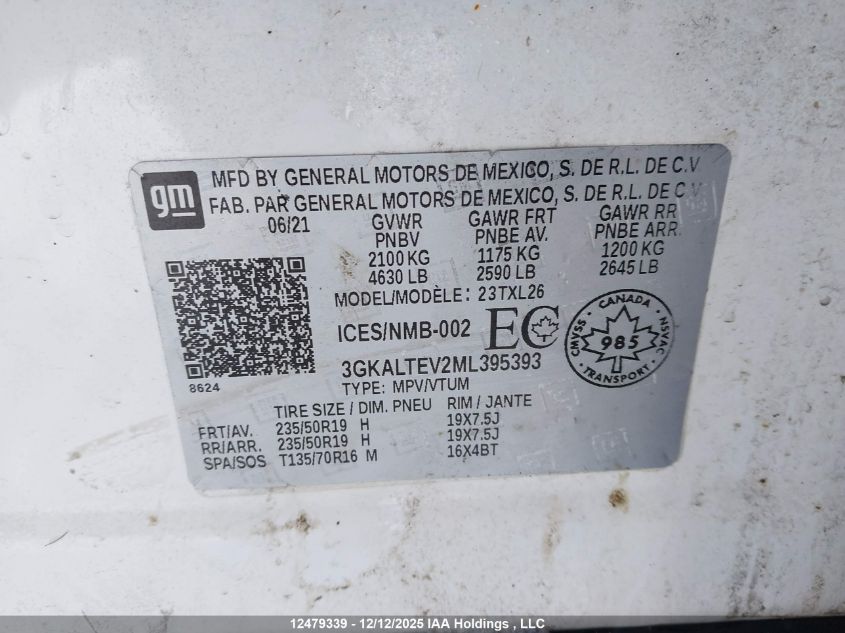 gm
MFD BY GENERAL MOTORS DE MEXICO, S. DE R.L. DE C.V
FAB. PAR GENERAL MOTORS DE MEXICO, S. DE R.L. DE C.V
06/21 GVWR GAWR FRT GAWR RR
PNBV PNBE AV. PNBE ARR.
2100 KG 1175 KG 1200 KG
4630 LB 2590 LB 2645 LB
MODEL/MODÈLE: 23TXL26
ICES/NMB-002 EC
CANADA
CMVSS 985 NSVAC
TRANSPORT
3GKALTEV2ML395393
8624 TYPE: MPV/VTUM
TIRE SIZE / DIM. PNEU RIM / JANTE
FRT/AV. 235/50R19 H 19X7.5J
RR/ARR. 235/50R19 H 19X7.5J
SPA/SOS T135/70R16 M 16X4BT
12479339 - 12/12/2025 IAA Holdings , LLC